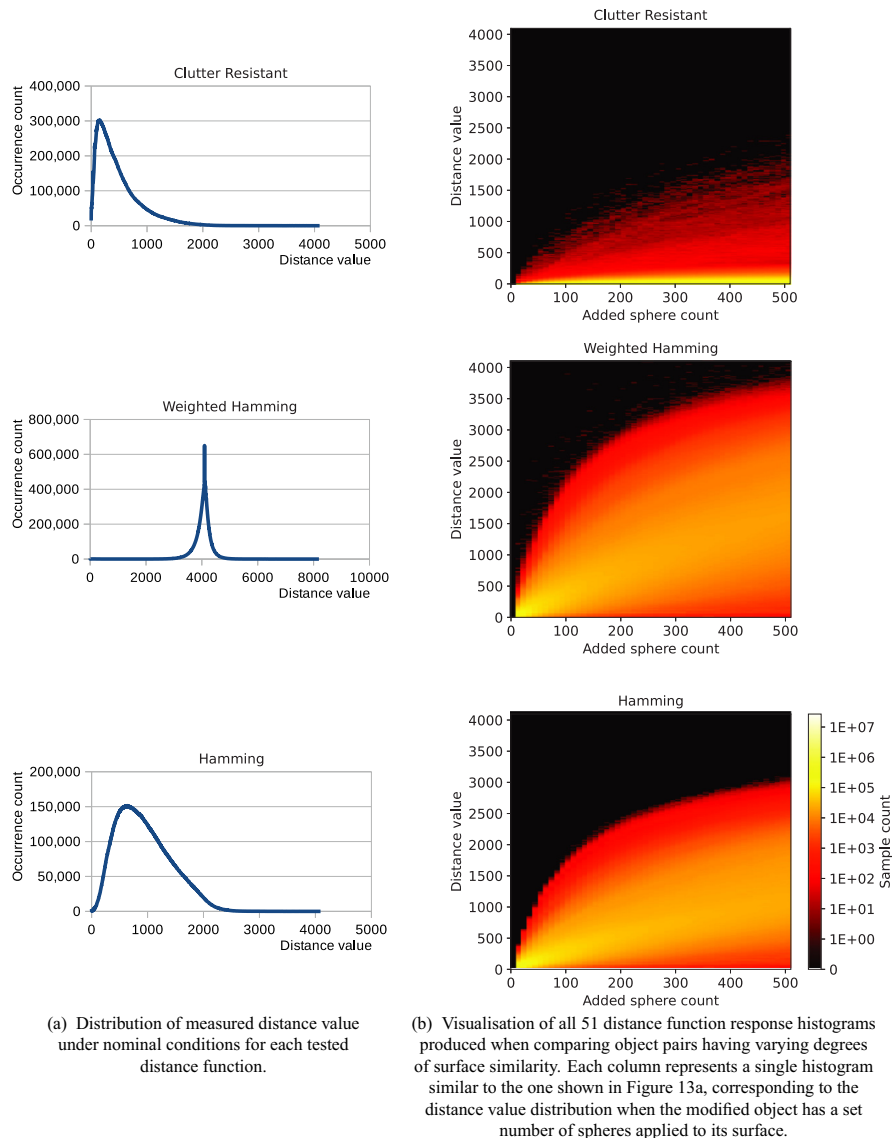 Clutter Resistant
400,000
300,000
200,000
100,000
0
Occurrence count
0 1000 2000 3000 4000 5000
Distance value
Weighted Hamming
800,000
600,000
400,000
200,000
0
Occurrence count
0 2000 4000 6000 8000 10000
Distance value
Hamming
200,000
150,000
100,000
50,000
0
Occurrence count
0 1000 2000 3000 4000 5000
Distance value
(a) Distribution of measured distance value
under nominal conditions for each tested
distance function.
Clutter Resistant
4000
3500
3000
2500
2000
1500
1000
500
0
Distance value
0 100 200 300 400 500
Added sphere count
Weighted Hamming
4000
3500
3000
2500
2000
1500
1000
500
0
Distance value
0 100 200 300 400 500
Added sphere count
Hamming
4000
3500
3000
2500
2000
1500
1000
500
0
Distance value
0 100 200 300 400 500
Added sphere count
1E+07
1E+06
1E+05
1E+04
1E+03
1E+02
1E+01
1E+00
0
Sample count
(b) Visualisation of all 51 distance function response histograms
produced when comparing object pairs having varying degrees
of surface similarity. Each column represents a single histogram
similar to the one shown in Figure 13a, corresponding to the
distance value distribution when the modified object has a set
number of spheres applied to its surface.